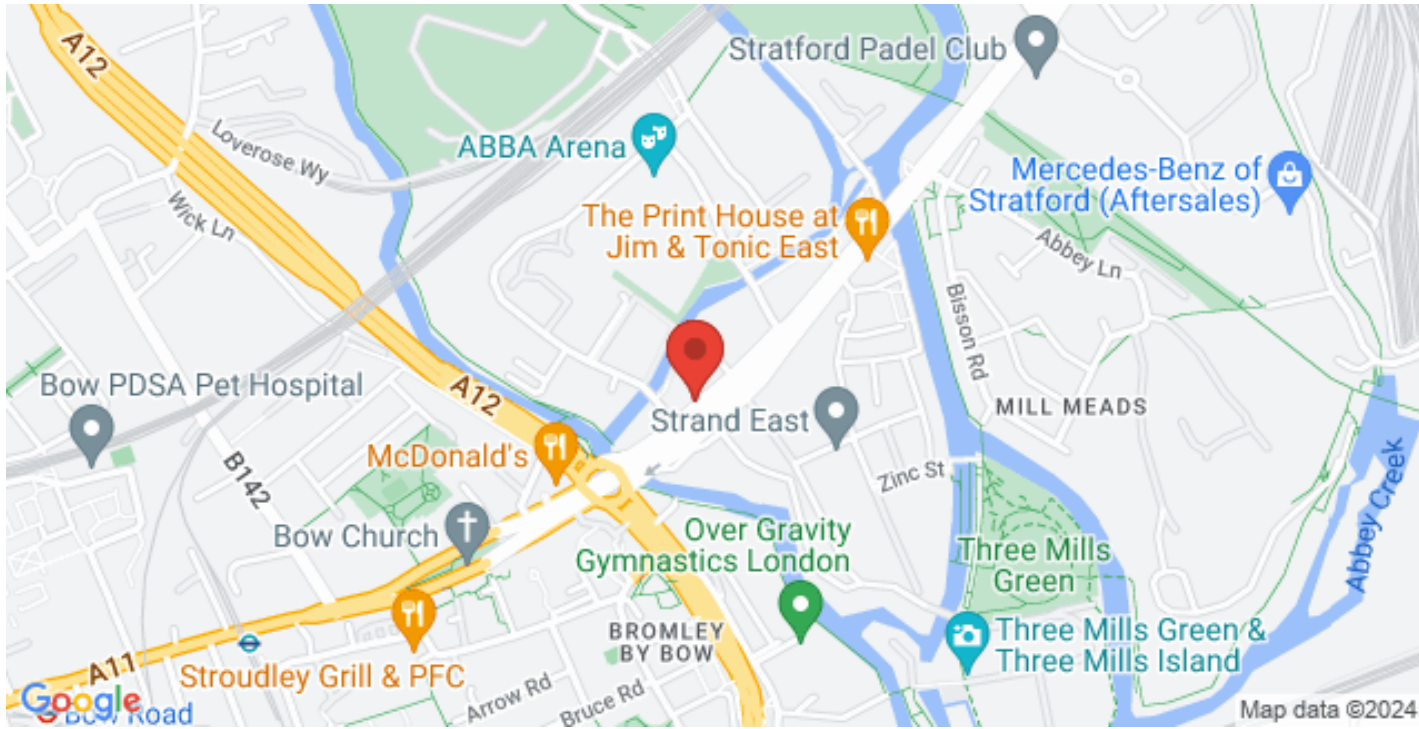 A12
Stratford Padel Club
Loverose Wy
ABBA Arena
Mercedes-Benz of
Stratford (Aftersales)
Wick Ln
The Print House at
Jim & Tonic East
Abbey Ln
Bisson Rd
Bow PDSA Pet Hospital
A12
Strand East
MILL MEADS
McDonald's
B142
Zinc St
Abbey Creek
Bow Church
Over Gravity
Gymnastics London
Three Mills
Green
BROMLEY
BY BOW
Three Mills Green &
Three Mills Island
A11
Stroudley Grill & PFC
Arrow Rd
Bruce Rd
Google
Bow Road
Map data ©2024